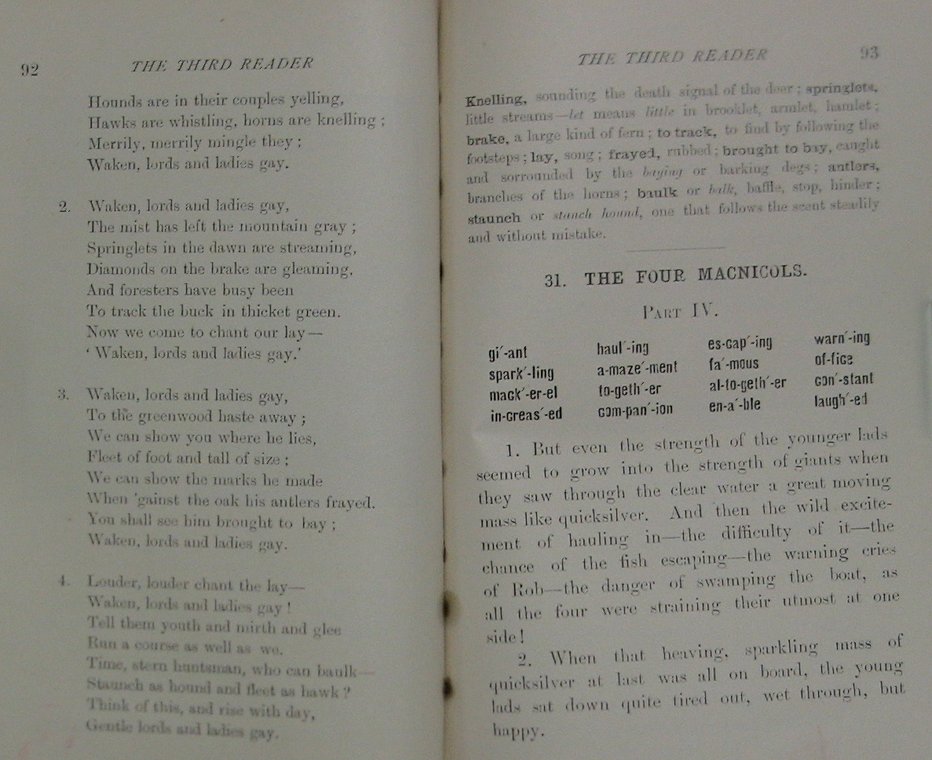 92
THE THIRD READER
Hounds are in their couples yelling,
Hawks are whistling, horns are knelling ;
Merrily, merrily mingle they ;
Waken, lords and ladies gay.
2. Waken, lords and ladies gay,
The mist has left the mountain gray ;
Springlets in the dawn are streaming,
Diamonds on the brake are gleaming,
And foresters have busy been
To track the buck in thicket green.
Now we come to chant our lay—
‘ Waken, lords and ladies gay.’
3. Waken, lords and ladies gay,
To the greenwood haste away ;
We can show you where he lies,
Fleet of foot and tall of size ;
We can show the marks he made
When ’gainst the oak his antlers frayed.
You shall see him brought to bay ;
Waken, lords and ladies gay.
4. Louder, louder chant the lay—
Waken, lords and ladies gay !
Tell them youth and mirth and glee
Run a course as well as we.
Time, stern huntsman, who can baulk—
Staunch as hound and fleet as hawk ?
Think of this, and rise with day,
Gentle lords and ladies gay.
THE THIRD READER
93
Knelling, sounding the death signal of the deer ; springlets,
little streams—let means little in brooklet, armlet, hamlet ;
brake, a large kind of fern ; to track, to find by following the
footsteps ; lay, song ; frayed, rubbed ; brought to bay, caught
and sorrounded by the baying or barking dogs ; antlers,
branches of the horns ; baulk or balk, baffle, stop, hinder ;
staunch or stanch hound, one that follows the scent steadily
and without mistake.
31. THE FOUR MACNICOLS.
PART IV.
gi´-ant haul´-ing es-cap´-ing warn´-ing
spark´-ling a-maze´-ment fa´-mous of-fice
mack´-er-el to-geth´-er al-to-geth´-er con´-stant
in-creas´-ed com-pan´-ion en-a´-ble laugh´-ed
1. But even the strength of the younger lads
seemed to grow into the strength of giants when
they saw through the clear water a great moving
mass like quicksilver. And then the wild excite-
ment of hauling in—the difficulty of it—the
chance of the fish escaping—the warning cries
of Rob—the danger of swamping the boat, as
all the four were straining their utmost at one
side !
2. When that heaving, sparkling mass of
quicksilver at last was all on board, the young
lads sat down quite tired out, wet through, but
happy.